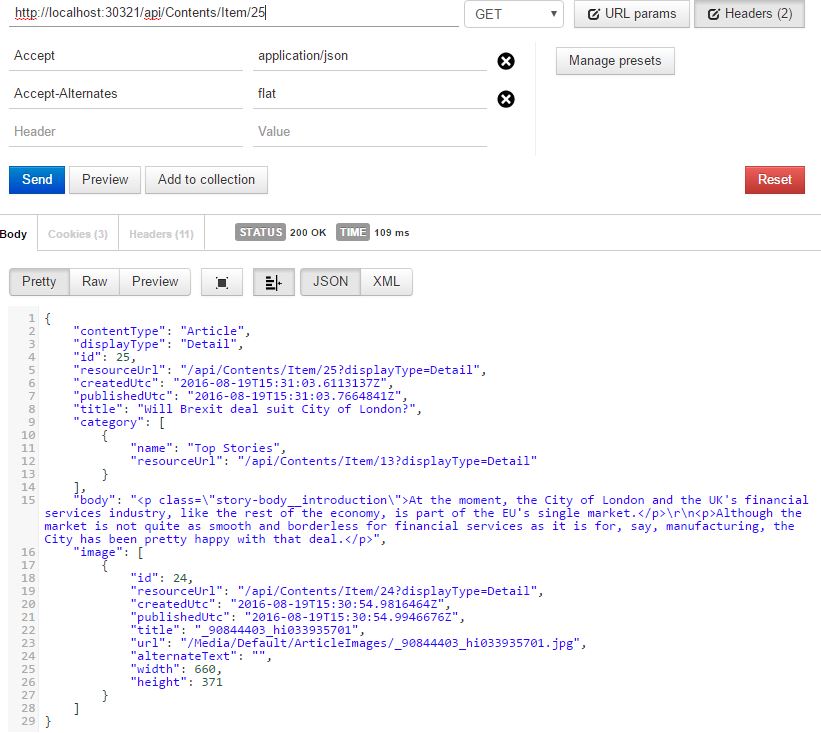 http://localhost:30321/api/Contents/Item/25 GET URL params Headers (2)
Accept application/json Manage presets
Accept-Alternates flat
Header Value
Send Preview Add to collection Reset
Body Cookies (3) Headers (11) STATUS 200 OK TIME 109 ms
Pretty Raw Preview JSON XML
1 {
2 "contentType": "Article",
3 "displayType": "Detail",
4 "id": 25,
5 "resourceUrl": "/api/Contents/Item/25?displayType=Detail",
6 "createdUtc": "2016-08-19T15:31:03.6113137Z",
7 "publishedUtc": "2016-08-19T15:31:03.7664841Z",
8 "title": "Will Brexit deal suit City of London?",
9 "category": [
10 {
11 "name": "Top Stories",
12 "resourceUrl": "/api/Contents/Item/13?displayType=Detail"
13 }
14 ],
15 "body": "<p class=\"story-body__introduction\">At the moment, the City of London and the UK's financial
services industry, like the rest of the economy, is part of the EU's single market.</p>\r\n<p>Although the
market is not quite as smooth and borderless for financial services as it is for, say, manufacturing, the
City has been pretty happy with that deal.</p>",
16 "image": [
17 {
18 "id": 24,
19 "resourceUrl": "/api/Contents/Item/24?displayType=Detail",
20 "createdUtc": "2016-08-19T15:30:54.9816464Z",
21 "publishedUtc": "2016-08-19T15:30:54.9946676Z",
22 "title": "_90844403_hi033935701",
23 "url": "/Media/Default/ArticleImages/_90844403_hi033935701.jpg",
24 "alternateText": "",
25 "width": 660,
26 "height": 371
27 }
28 ]
29 }